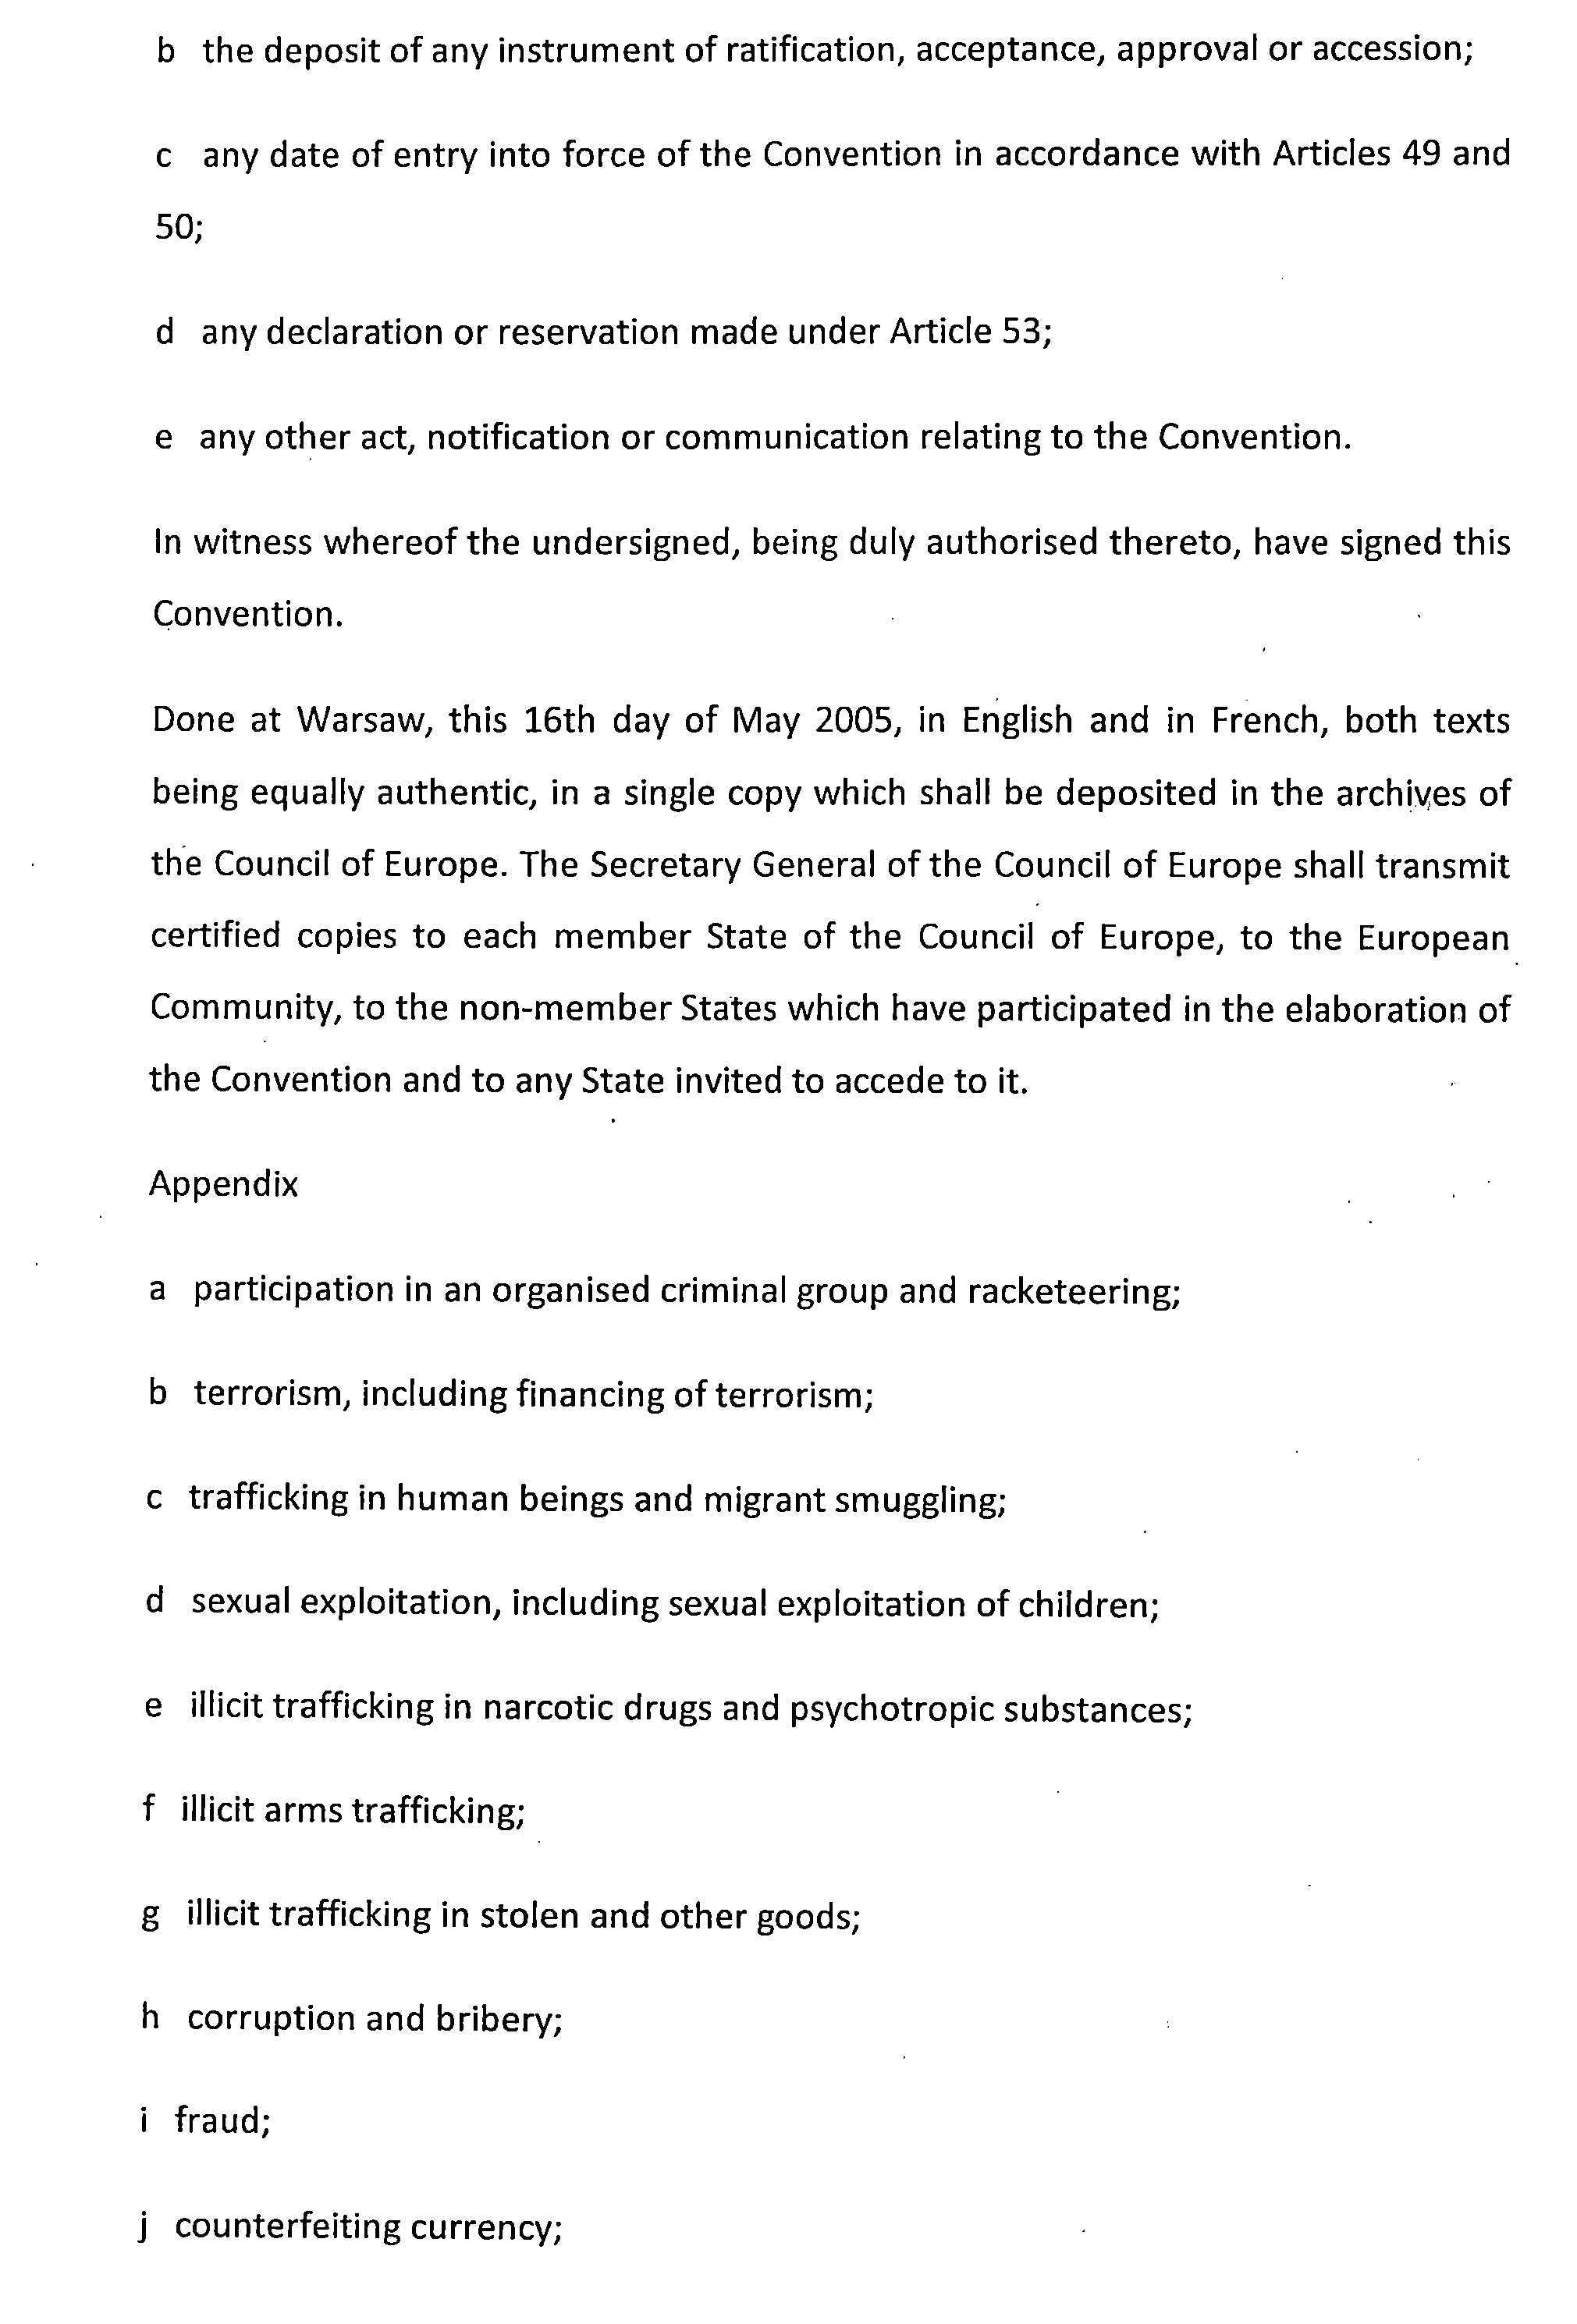 b the deposit of any instrument of ratification, acceptance, approval or accession;
c any date of entry into force of the Convention in accordance with Articles 49 and
50;
d any declaration or reservation made under Article 53;
e any other act, notification or communication relating to the Convention.
In witness whereof the undersigned, being duly authorised thereto, have signed this
Convention.
Done at Warsaw, this 16th day of May 2005, in English and in French, both texts
being equally authentic, in a single copy which shall be deposited in the archives of
the Council of Europe. The Secretary General of the Council of Europe shall transmit
certified copies to each member State of the Council of Europe, to the European
Community, to the non-member States which have participated in the elaboration of
the Convention and to any State invited to accede to it.
Appendix
a participation in an organised criminal group and racketeering;
b terrorism, including financing of terrorism;
c trafficking in human beings and migrant smuggling;
d sexual exploitation, including sexual exploitation of children;
e illicit trafficking in narcotic drugs and psychotropic substances;
f illicit arms trafficking;
g illicit trafficking in stolen and other goods;
h corruption and bribery;
i fraud;
j counterfeiting currency;